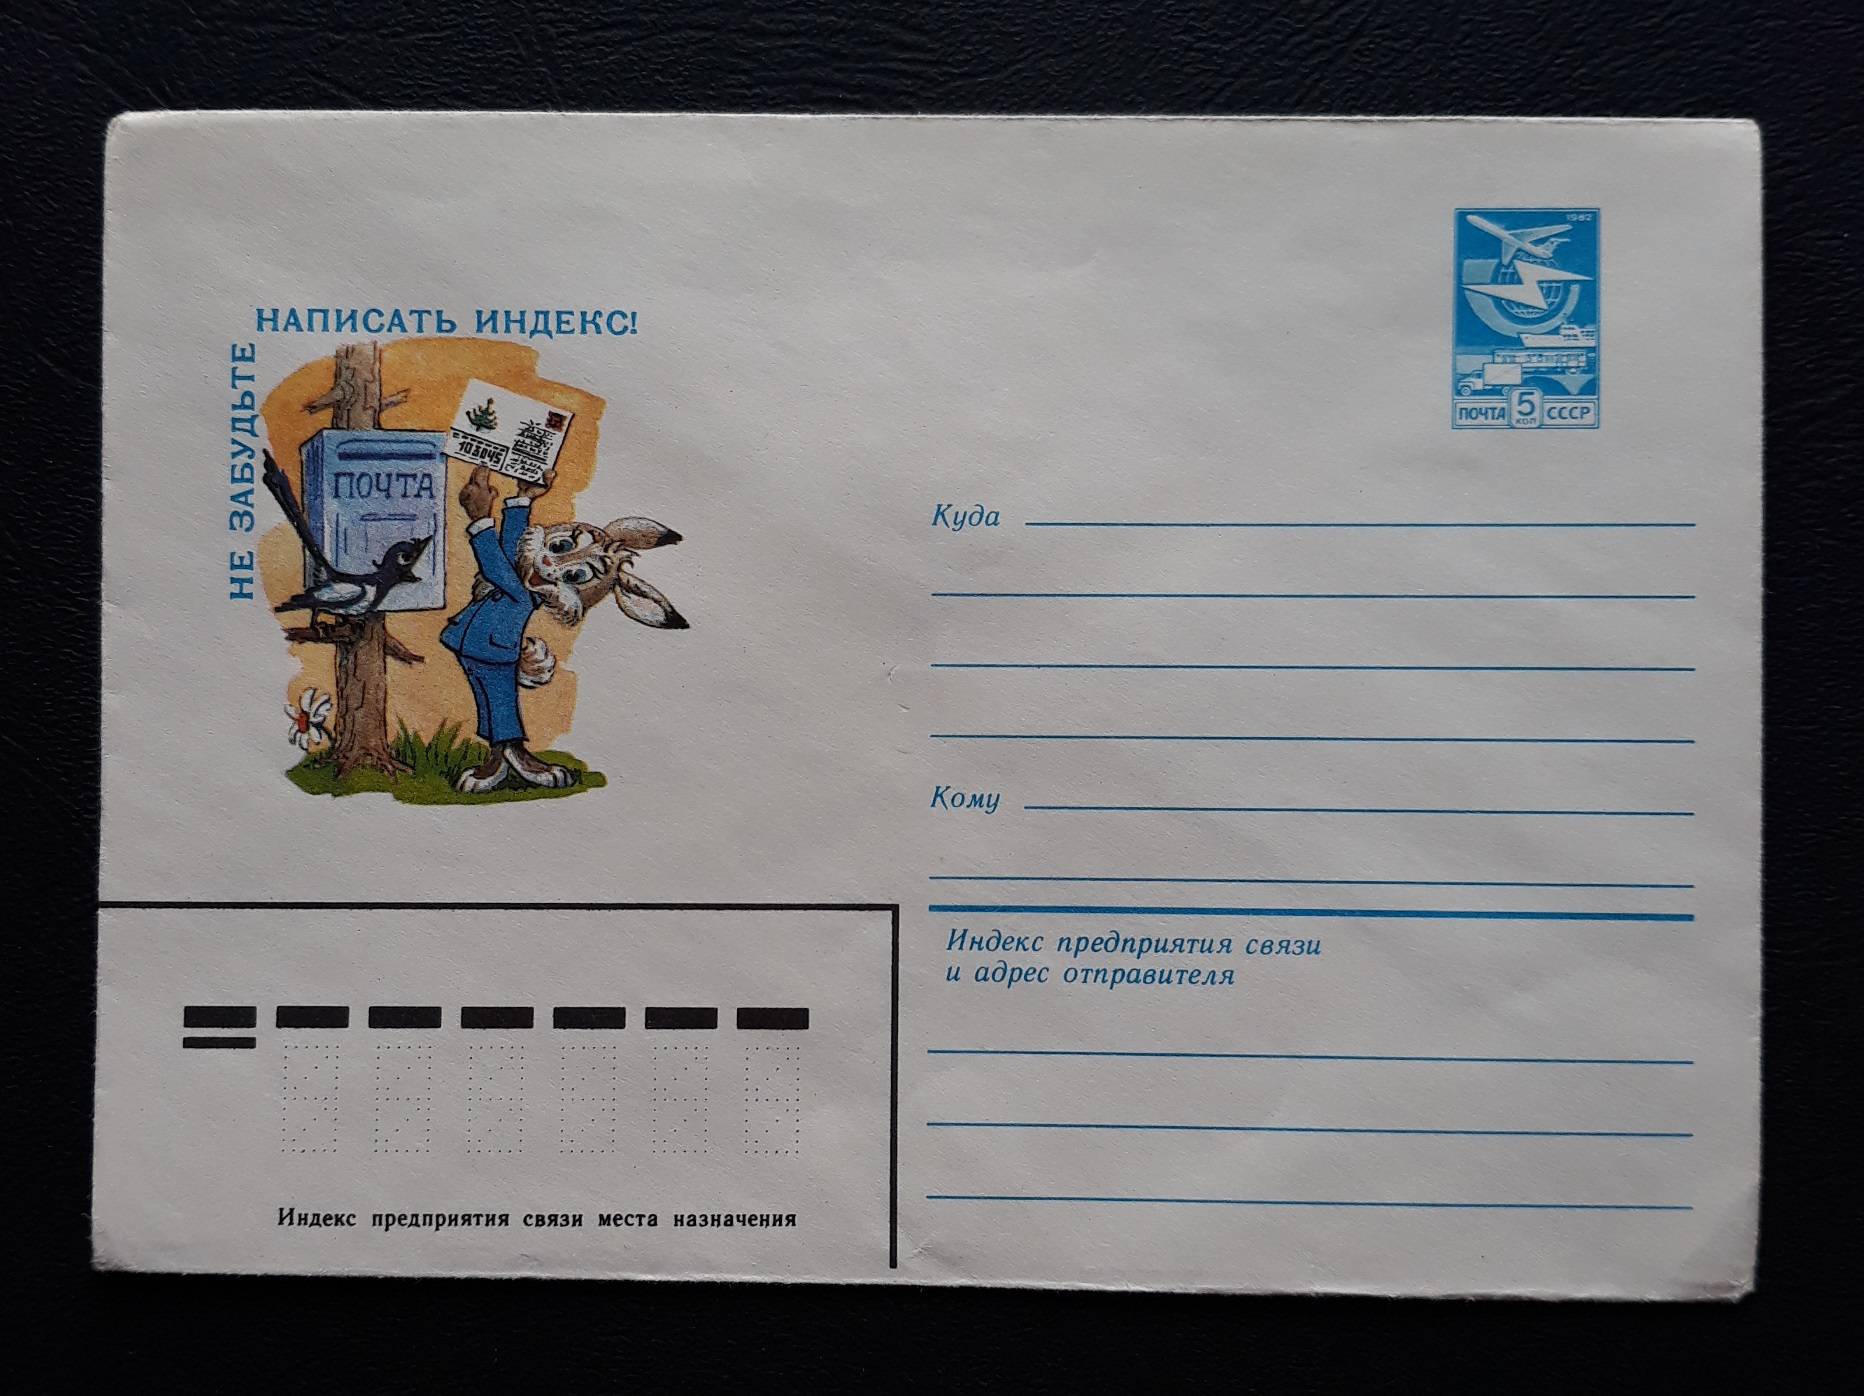 НЕ ЗАБУДЬТЕ
НАПИСАТЬ ИНДЕКС!
ПОЧТА
103045
1982
ПОЧТА 5 КОП СССР
Куда
Кому
Индекс предприятия связи
и адрес отправителя
Индекс предприятия связи места назначения